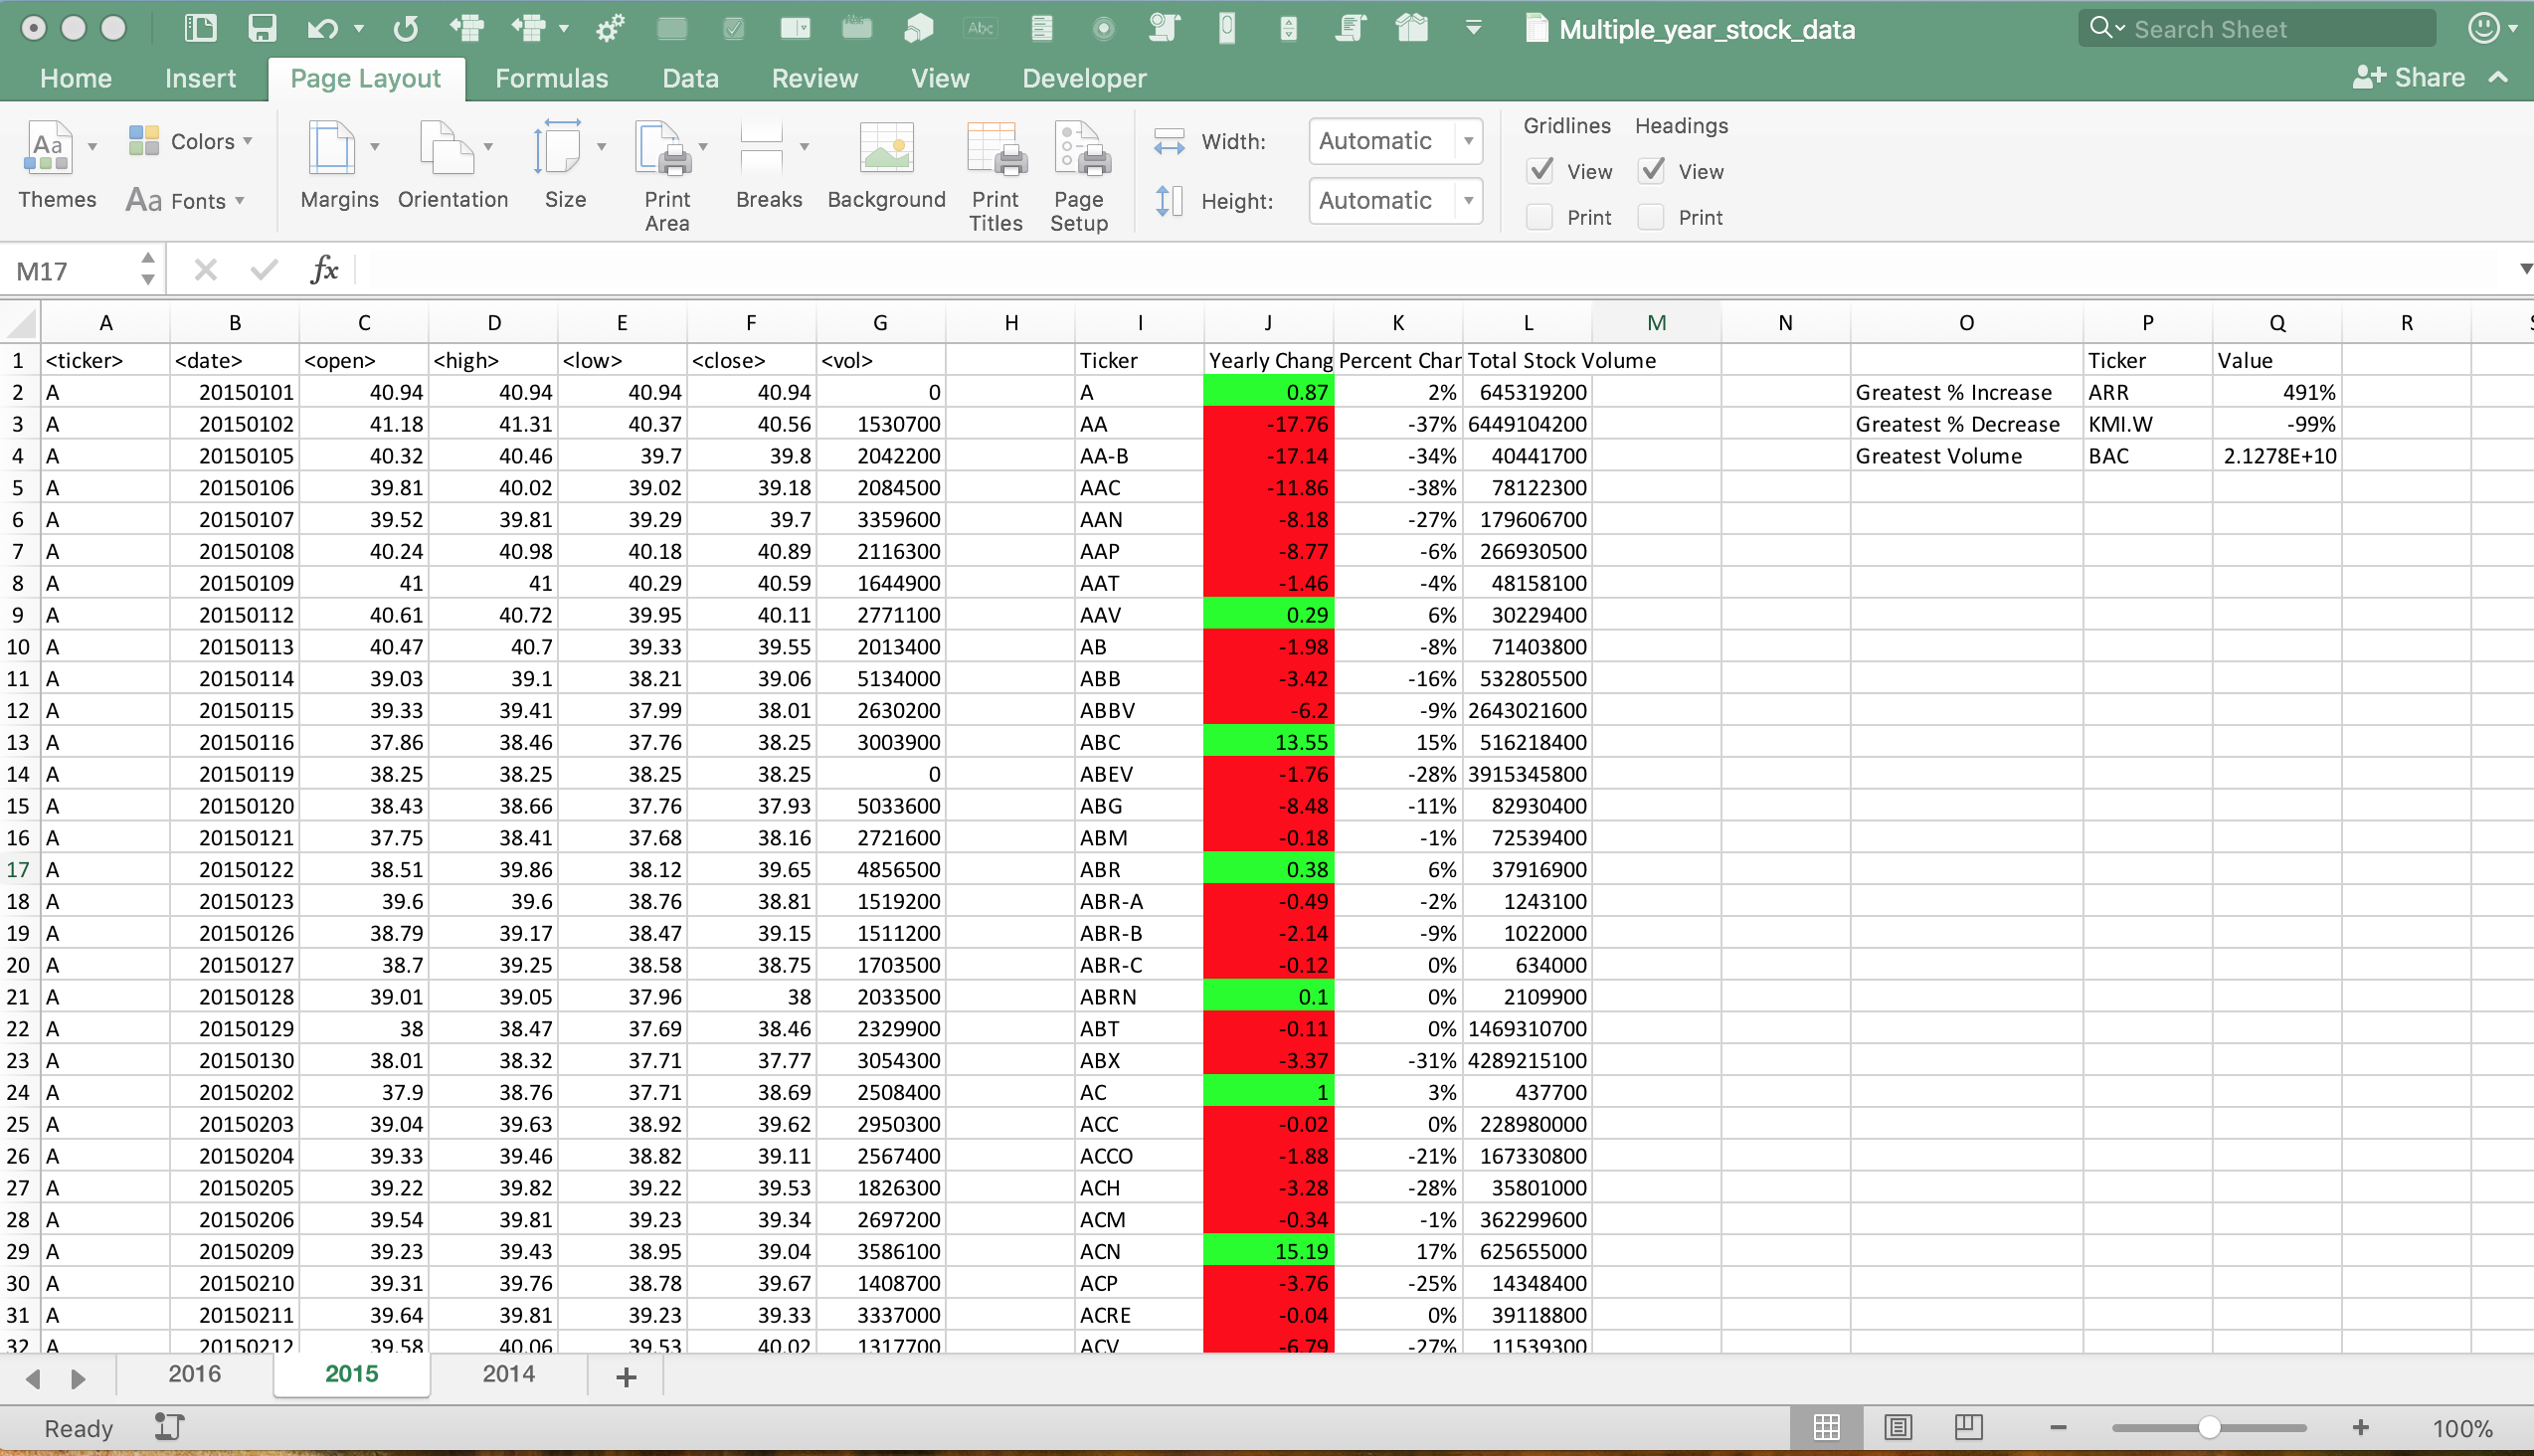 Multiple_year_stock_data
Search Sheet
Home Insert Page Layout Formulas Data Review View Developer Share
Abc
Aa Colors Width: Automatic Gridlines Headings
View View
Themes Aa Fonts Margins Orientation Size Print Area Breaks Background Print Titles Page Setup Height: Automatic
Print Print
M17 fx
A B C D E F G H I J K L M N O P Q R
1 <ticker> <date> <open> <high> <low> <close> <vol> Ticker Yearly Chang Percent Char Total Stock Volume Ticker Value
2 A 20150101 40.94 40.94 40.94 40.94 0 A 0.87 2% 645319200 Greatest % Increase ARR 491%
3 A 20150102 41.18 41.31 40.37 40.56 1530700 AA -17.76 -37% 6449104200 Greatest % Decrease KMI.W -99%
4 A 20150105 40.32 40.46 39.7 39.8 2042200 AA-B -17.14 -34% 40441700 Greatest Volume BAC 2.1278E+10
5 A 20150106 39.81 40.02 39.02 39.18 2084500 AAC -11.86 -38% 78122300
6 A 20150107 39.52 39.81 39.29 39.7 3359600 AAN -8.18 -27% 179606700
7 A 20150108 40.24 40.98 40.18 40.89 2116300 AAP -8.77 -6% 266930500
8 A 20150109 41 41 40.29 40.59 1644900 AAT -1.46 -4% 48158100
9 A 20150112 40.61 40.72 39.95 40.11 2771100 AAV 0.29 6% 30229400
10 A 20150113 40.47 40.7 39.33 39.55 2013400 AB -1.98 -8% 71403800
11 A 20150114 39.03 39.1 38.21 39.06 5134000 ABB -3.42 -16% 532805500
12 A 20150115 39.33 39.41 37.99 38.01 2630200 ABBV -6.2 -9% 2643021600
13 A 20150116 37.86 38.46 37.76 38.25 3003900 ABC 13.55 15% 516218400
14 A 20150119 38.25 38.25 38.25 38.25 0 ABEV -1.76 -28% 3915345800
15 A 20150120 38.43 38.66 37.76 37.93 5033600 ABG -8.48 -11% 82930400
16 A 20150121 37.75 38.41 37.68 38.16 2721600 ABM -0.18 -1% 72539400
17 A 20150122 38.51 39.86 38.12 39.65 4856500 ABR 0.38 6% 37916900
18 A 20150123 39.6 39.6 38.76 38.81 1519200 ABR-A -0.49 -2% 1243100
19 A 20150126 38.79 39.17 38.47 39.15 1511200 ABR-B -2.14 -9% 1022000
20 A 20150127 38.7 39.25 38.58 38.75 1703500 ABR-C -0.12 0% 634000
21 A 20150128 39.01 39.05 37.96 38 2033500 ABRN 0.1 0% 2109900
22 A 20150129 38 38.47 37.69 38.46 2329900 ABT -0.11 0% 1469310700
23 A 20150130 38.01 38.32 37.71 37.77 3054300 ABX -3.37 -31% 4289215100
24 A 20150202 37.9 38.76 37.71 38.69 2508400 AC 1 3% 437700
25 A 20150203 39.04 39.63 38.92 39.62 2950300 ACC -0.02 0% 228980000
26 A 20150204 39.33 39.46 38.82 39.11 2567400 ACCO -1.88 -21% 167330800
27 A 20150205 39.22 39.82 39.22 39.53 1826300 ACH -3.28 -28% 35801000
28 A 20150206 39.54 39.81 39.23 39.34 2697200 ACM -0.34 -1% 362299600
29 A 20150209 39.23 39.43 38.95 39.04 3586100 ACN 15.19 17% 625655000
30 A 20150210 39.31 39.76 38.78 39.67 1408700 ACP -3.76 -25% 14348400
31 A 20150211 39.64 39.81 39.23 39.33 3337000 ACRE -0.04 0% 39118800
32 A 20150212 39.58 40.06 39.53 40.02 1317700 ACV -6.79 -27% 11539300
2016 2015 2014
Ready 100%